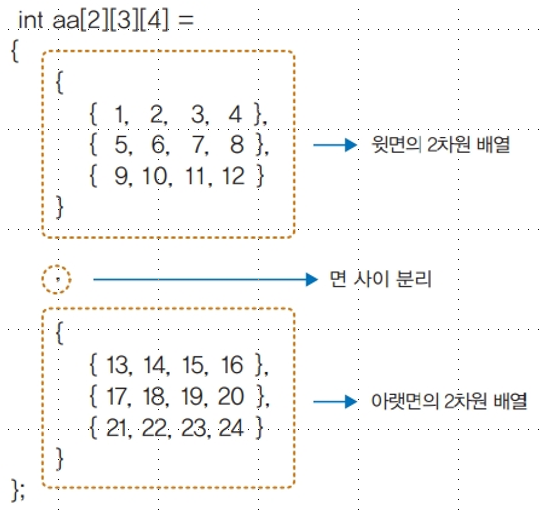 int aa[2][3][4] =
{
{
{ 1, 2, 3, 4 },
{ 5, 6, 7, 8 }, 윗면의 2차원 배열
{ 9, 10, 11, 12 }
}
, 면 사이 분리
{
{ 13, 14, 15, 16 },
{ 17, 18, 19, 20 }, 아랫면의 2차원 배열
{ 21, 22, 23, 24 }
}
};